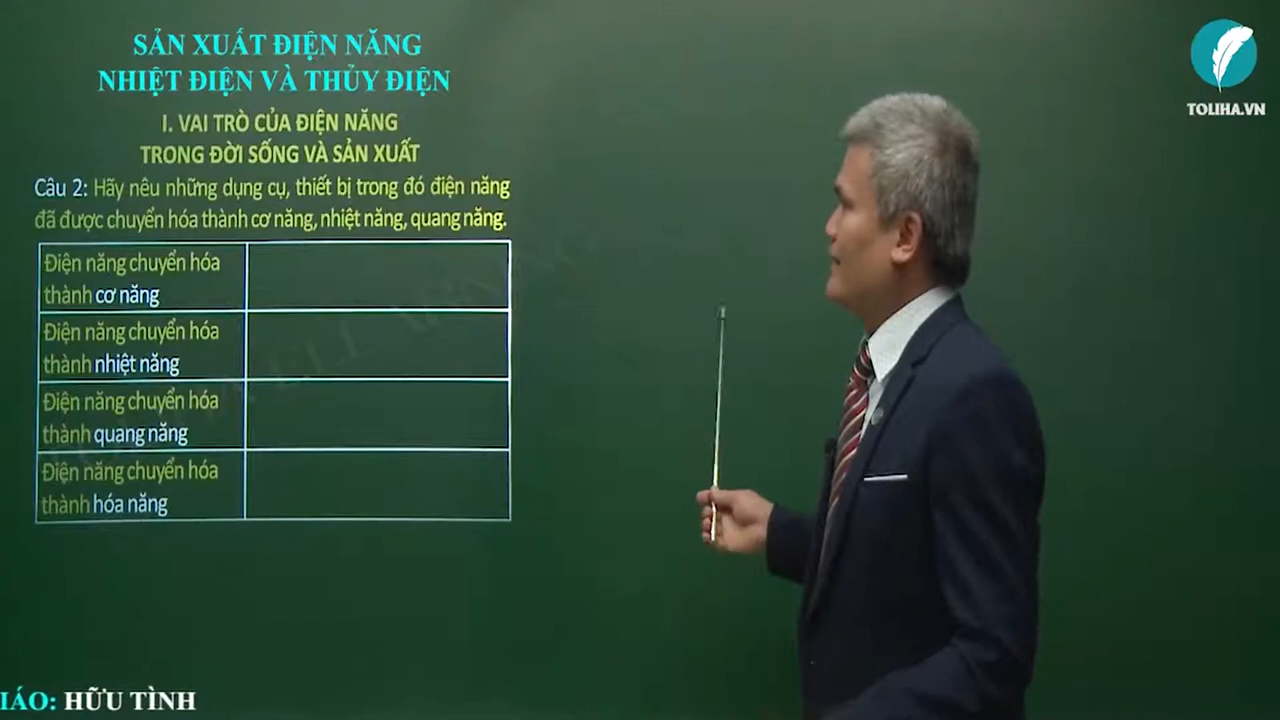 SẢN XUẤT ĐIỆN NĂNG
NHIỆT ĐIỆN VÀ THỦY ĐIỆN
I. VAI TRÒ CỦA ĐIỆN NĂNG
TRONG ĐỜI SỐNG VÀ SẢN XUẤT
Câu 2: Hãy nêu những dụng cụ, thiết bị trong đó điện năng
đã được chuyển hóa thành cơ năng, nhiệt năng, quang năng.
Điện năng chuyển hóa
thành cơ năng
Điện năng chuyển hóa
thành nhiệt năng
Điện năng chuyển hóa
thành quang năng
Điện năng chuyển hóa
thành hóa năng
TOLIHA.VN
IÁO: HỮU TÌNH